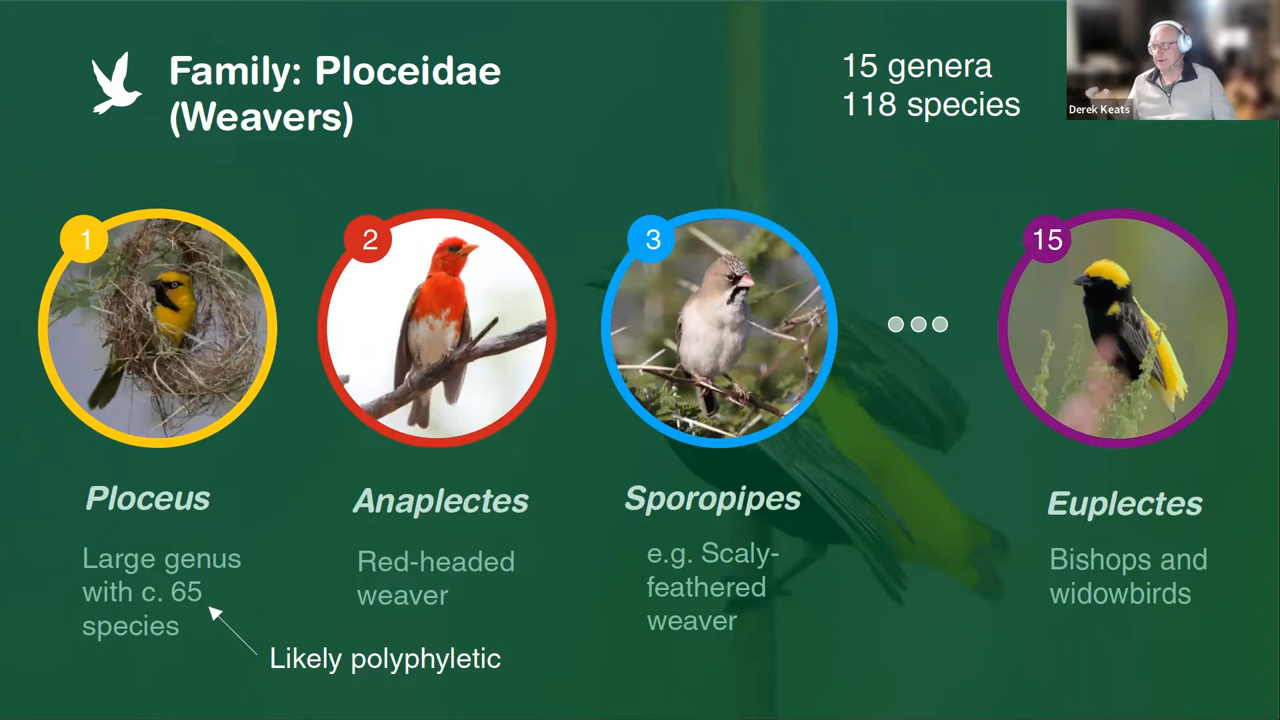 Family: Ploceidae
(Weavers)
15 genera
118 species
Derek Keats
1
2
3
15
Ploceus
Anaplectes
Sporopipes
Euplectes
Large genus
with c. 65
species
Red-headed
weaver
e.g. Scaly-
feathered
weaver
Bishops and
widowbirds
Likely polyphyletic